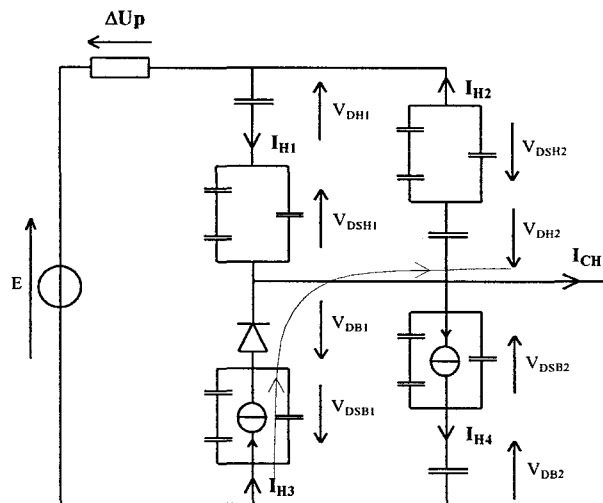 ΔUp
V_DH1
I_H2
I_H1
V_DSH2
V_DSH1
V_DH2
I_CH
E
V_DB1
V_DSB2
V_DSB1
I_H4
I_H3
V_DB2